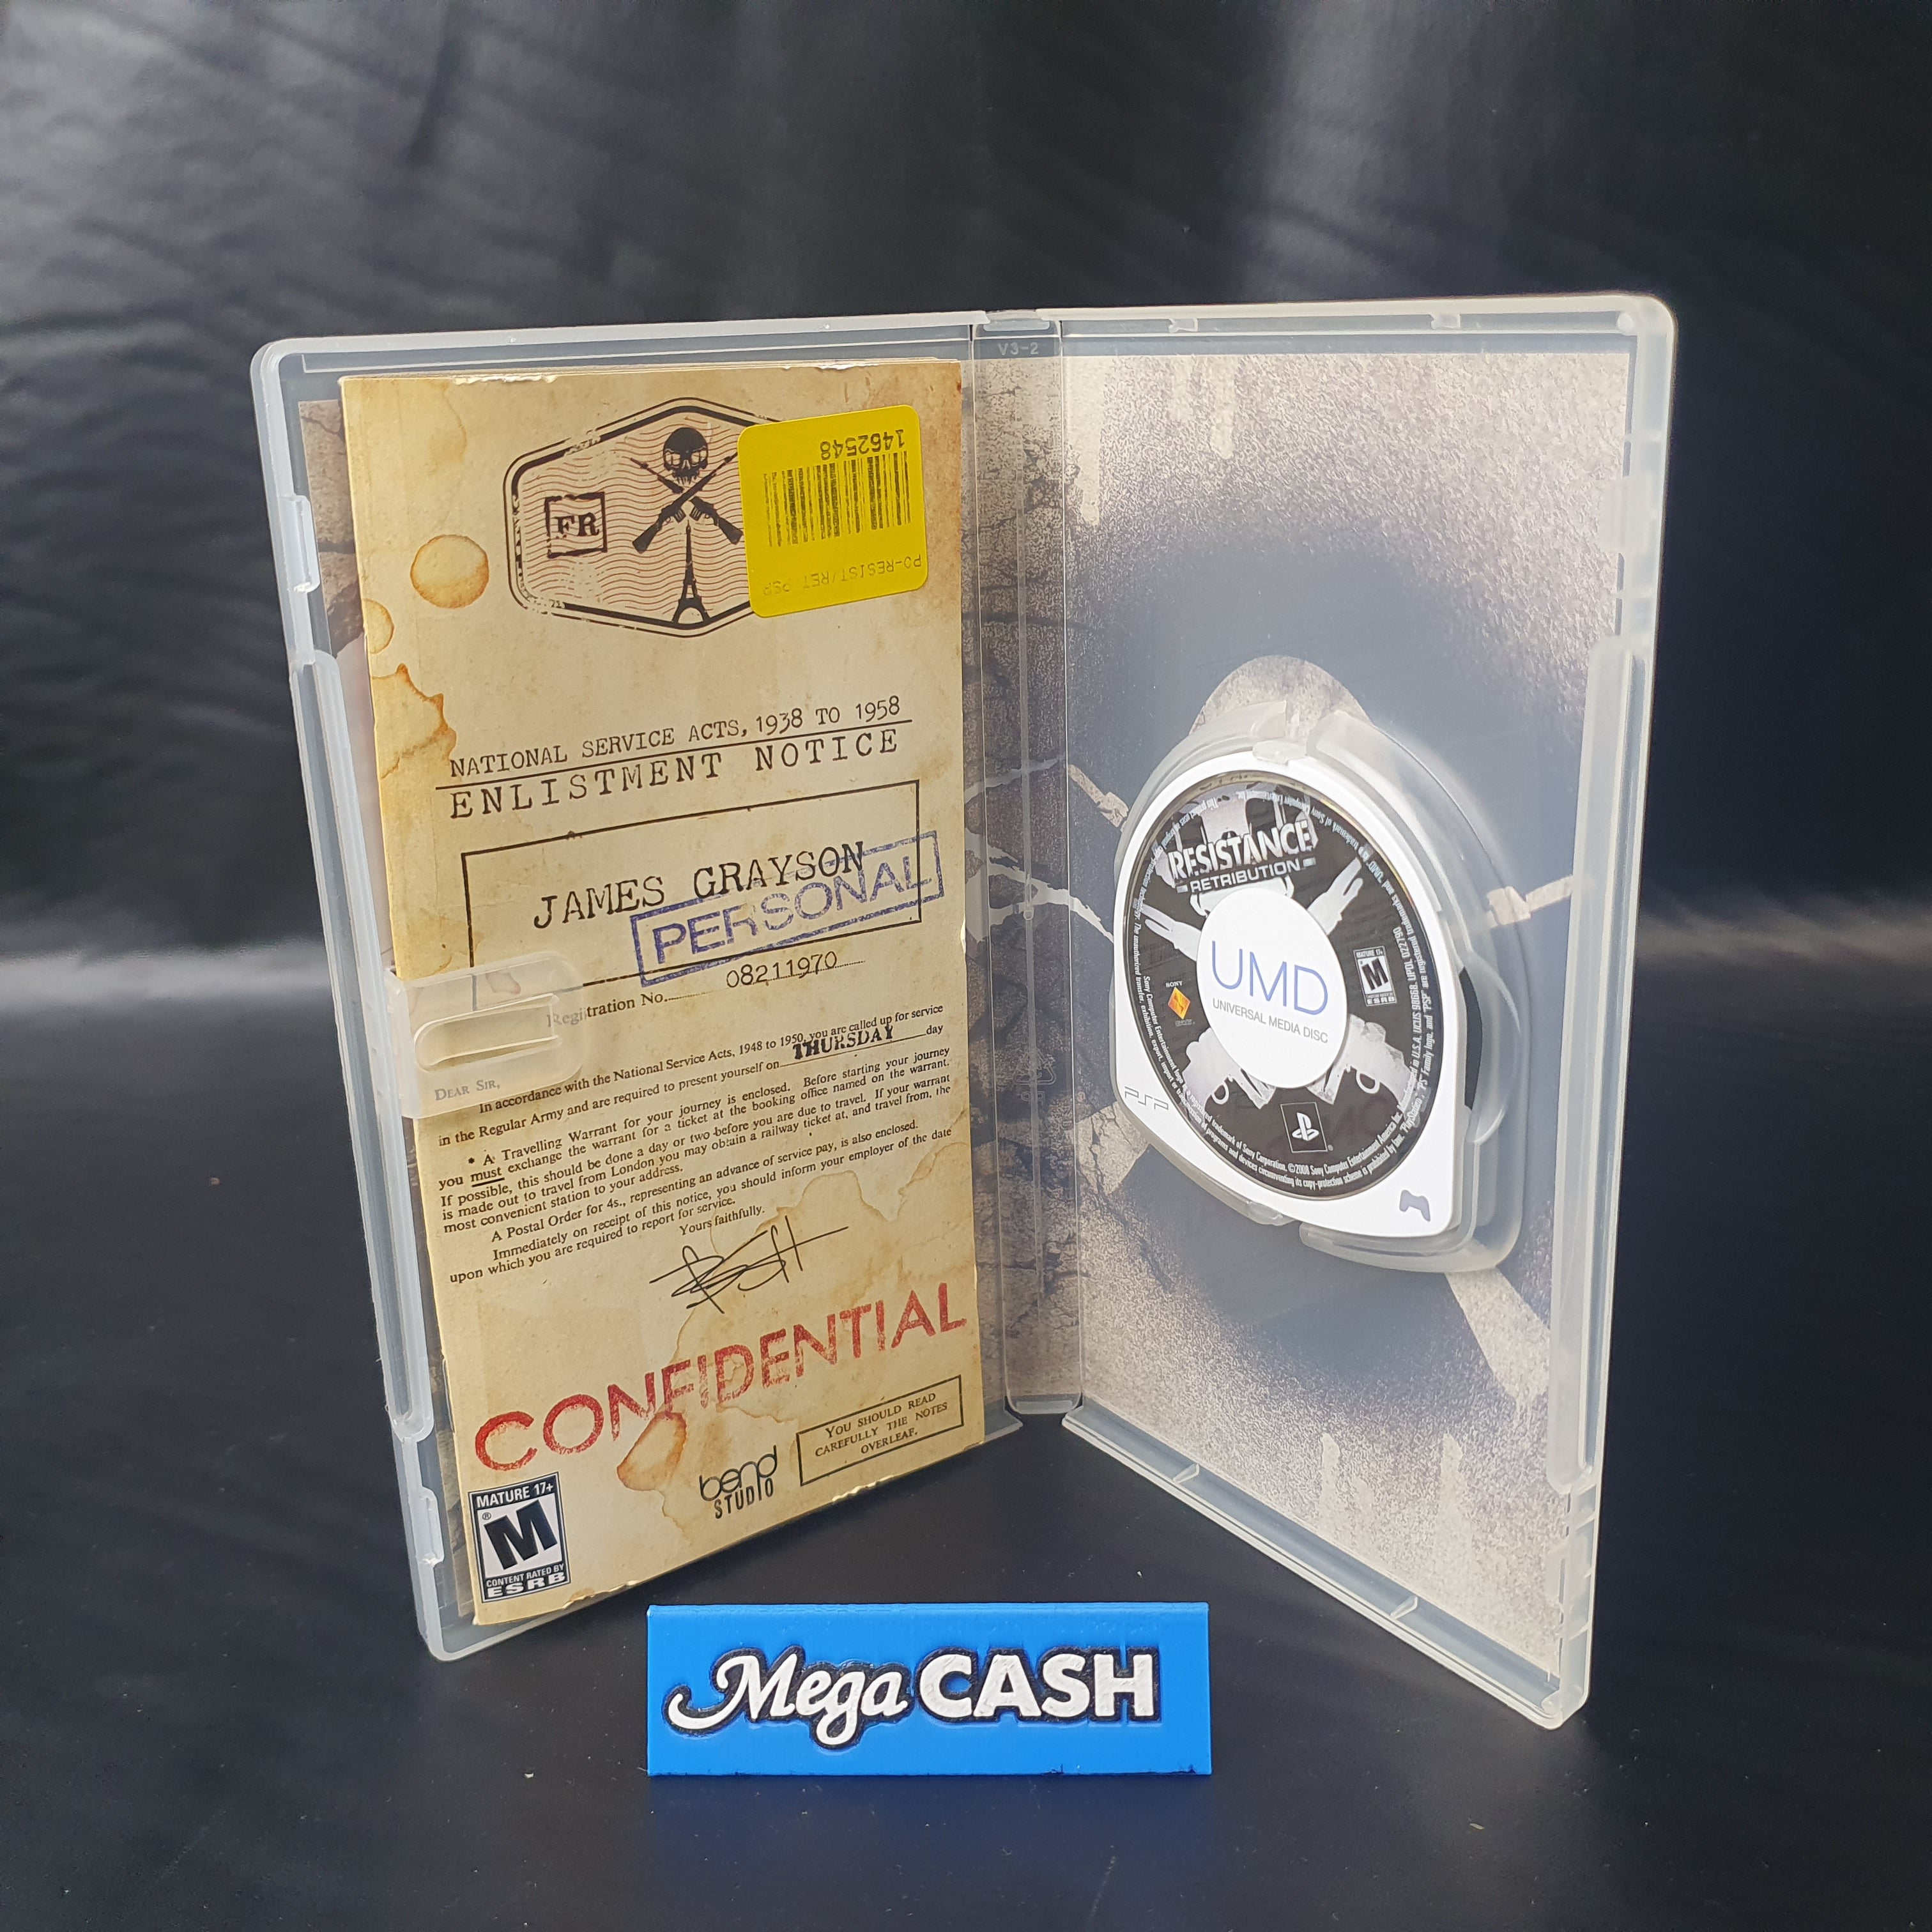 V3-2
1462548
PO-RESIST/RET PSP
FR
NATIONAL SERVICE ACTS, 1938 TO 1958
ENLISTMENT NOTICE
JAMES GRAYSON
PERSONAL
Registration No. 08211970
DEAR SIR,
In accordance with the National Service Acts, 1948 to 1950, you are called up for service
in the Regular Army and are required to present yourself on THURSDAY day
• A Travelling Warrant for your journey is enclosed. Before starting your journey
you must exchange the warrant for a ticket at the booking office named on the warrant.
If possible, this should be done a day or two before you are due to travel. If your warrant
is made out to travel from London you may obtain a railway ticket at, and travel from, the
most convenient station to your address.
A Postal Order for 4s., representing an advance of service pay, is also enclosed.
Immediately on receipt of this notice, you should inform your employer of the date
upon which you are required to report for service.
Yours faithfully.
CONFIDENTIAL
YOU SHOULD READ
CAREFULLY THE NOTES
OVERLEAF.
bend
STUDIO
MATURE 17+
M
®
CONTENT RATED BY
ESRB
RESISTANCE
RETRIBUTION
UMD
UNIVERSAL MEDIA DISC
SONY
MATURE 17+
M
ESRB
PSP
Mega CASH